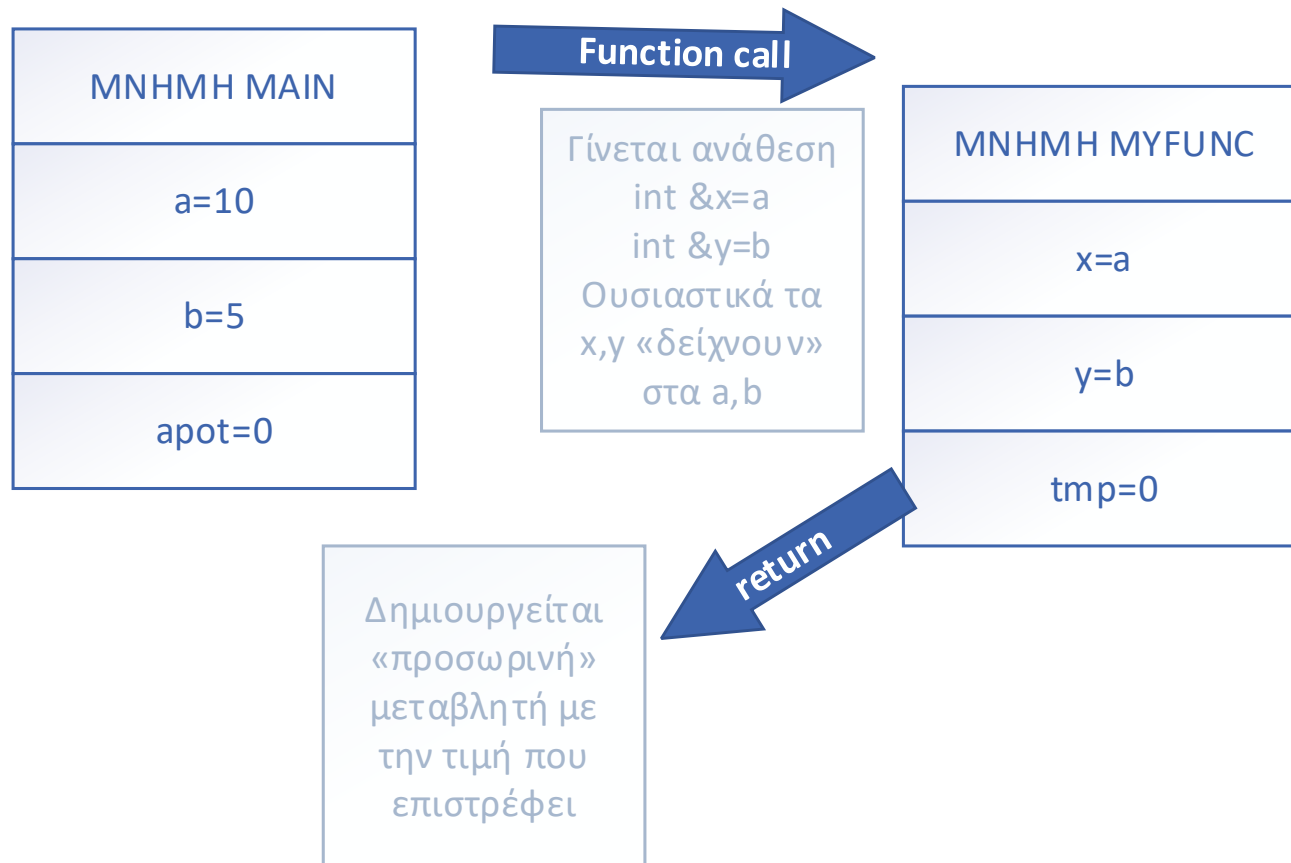 ΜΝΗΜΗ MAIN
a=10
b=5
apot=0
Function call
Γίνεται ανάθεση
int &x=a
int &y=b
Ουσιαστικά τα
x,y «δείχνουν»
στα a,b
ΜΝΗΜΗ MYFUNC
x=a
y=b
tmp=0
return
Δημιουργείται
«προσωρινή»
μεταβλητή με
την τιμή που
επιστρέφει